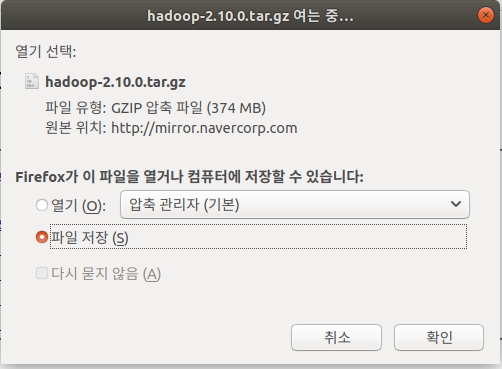 hadoop-2.10.0.tar.gz 여는 중...
열기 선택:
hadoop-2.10.0.tar.gz
파일 유형: GZIP 압축 파일 (374 MB)
원본 위치: http://mirror.navercorp.com
Firefox가 이 파일을 열거나 컴퓨터에 저장할 수 있습니다:
열기 (O): 압축 관리자 (기본)
파일 저장 (S)
다시 묻지 않음 (A)
취소 확인